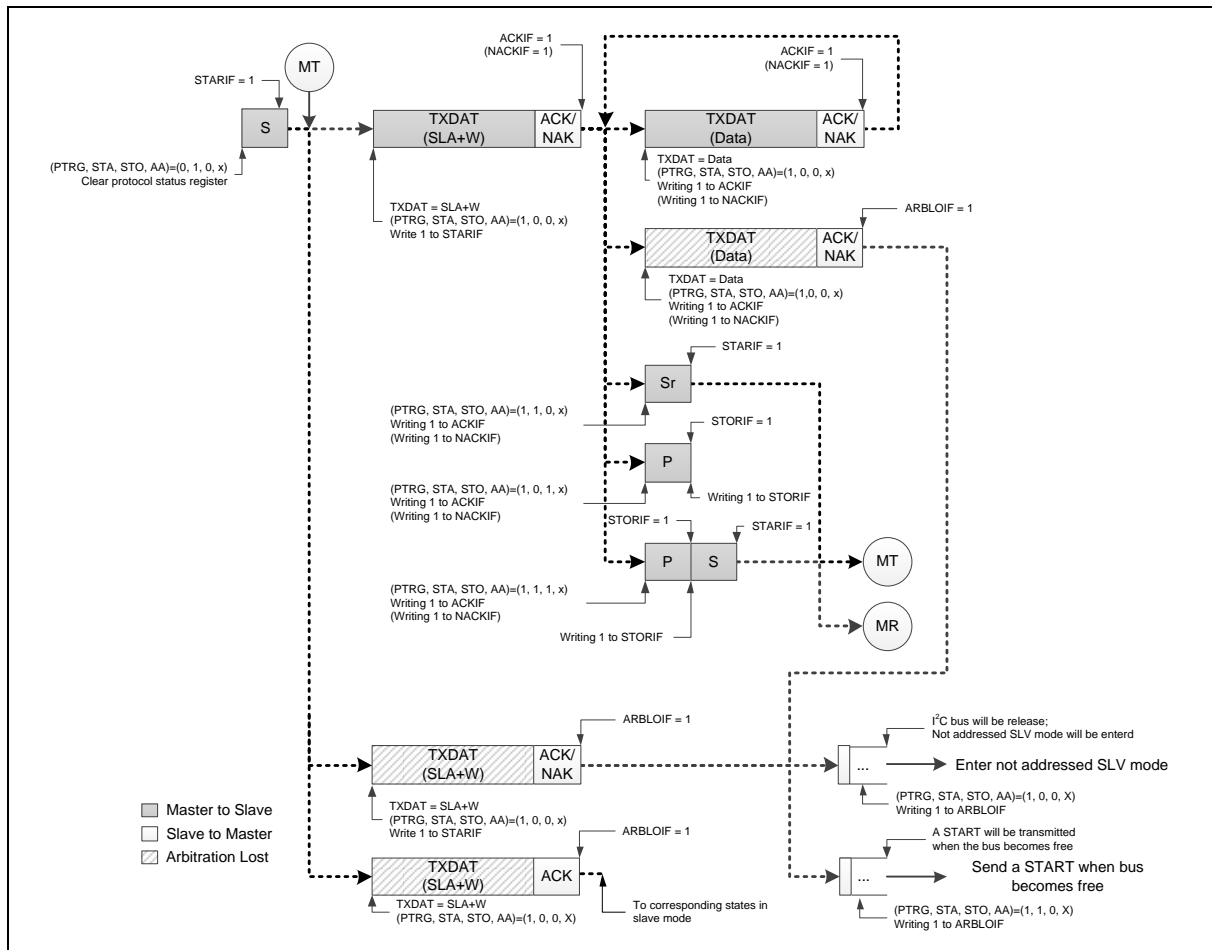 MT
ACKIF = 1
(NACKIF = 1)
ACKIF = 1
(NACKIF = 1)
STARIF = 1
S
TXDAT
(SLA+W)
ACK/
NAK
TXDAT
(Data)
ACK/
NAK
(PTRG, STA, STO, AA)=(0, 1, 0, x)
Clear protocol status register
TXDAT = SLA+W
(PTRG, STA, STO, AA)=(1, 0, 0, x)
Write 1 to STARIF
TXDAT = Data
(PTRG, STA, STO, AA)=(1, 0, 0, x)
Writing 1 to ACKIF
(Writing 1 to NACKIF)
ARBLOIF = 1
TXDAT
(Data)
ACK/
NAK
TXDAT = Data
(PTRG, STA, STO, AA)=(1,0, 0, x)
Writing 1 to ACKIF
(Writing 1 to NACKIF)
STARIF = 1
Sr
(PTRG, STA, STO, AA)=(1, 1, 0, x)
Writing 1 to ACKIF
(Writing 1 to NACKIF)
STORIF = 1
P
(PTRG, STA, STO, AA)=(1, 0, 1, x)
Writing 1 to ACKIF
(Writing 1 to NACKIF)
Writing 1 to STORIF
STORIF = 1
STARIF = 1
P
S
MT
(PTRG, STA, STO, AA)=(1, 1, 1, x)
Writing 1 to ACKIF
(Writing 1 to NACKIF)
Writing 1 to STORIF
MR
ARBLOIF = 1
TXDAT
(SLA+W)
ACK/
NAK
TXDAT = SLA+W
(PTRG, STA, STO, AA)=(1, 0, 0, x)
Write 1 to STARIF
I²C bus will be release;
Not addressed SLV mode will be enterd
...
Enter not addressed SLV mode
(PTRG, STA, STO, AA)=(1, 0, 0, X)
Writing 1 to ARBLOIF
Master to Slave
Slave to Master
Arbitration Lost
ARBLOIF = 1
TXDAT
(SLA+W)
ACK
TXDAT = SLA+W
(PTRG, STA, STO, AA)=(1, 0, 0, X)
To corresponding states in
slave mode
A START will be transmitted
when the bus becomes free
...
Send a START when bus
becomes free
(PTRG, STA, STO, AA)=(1, 1, 0, X)
Writing 1 to ARBLOIF